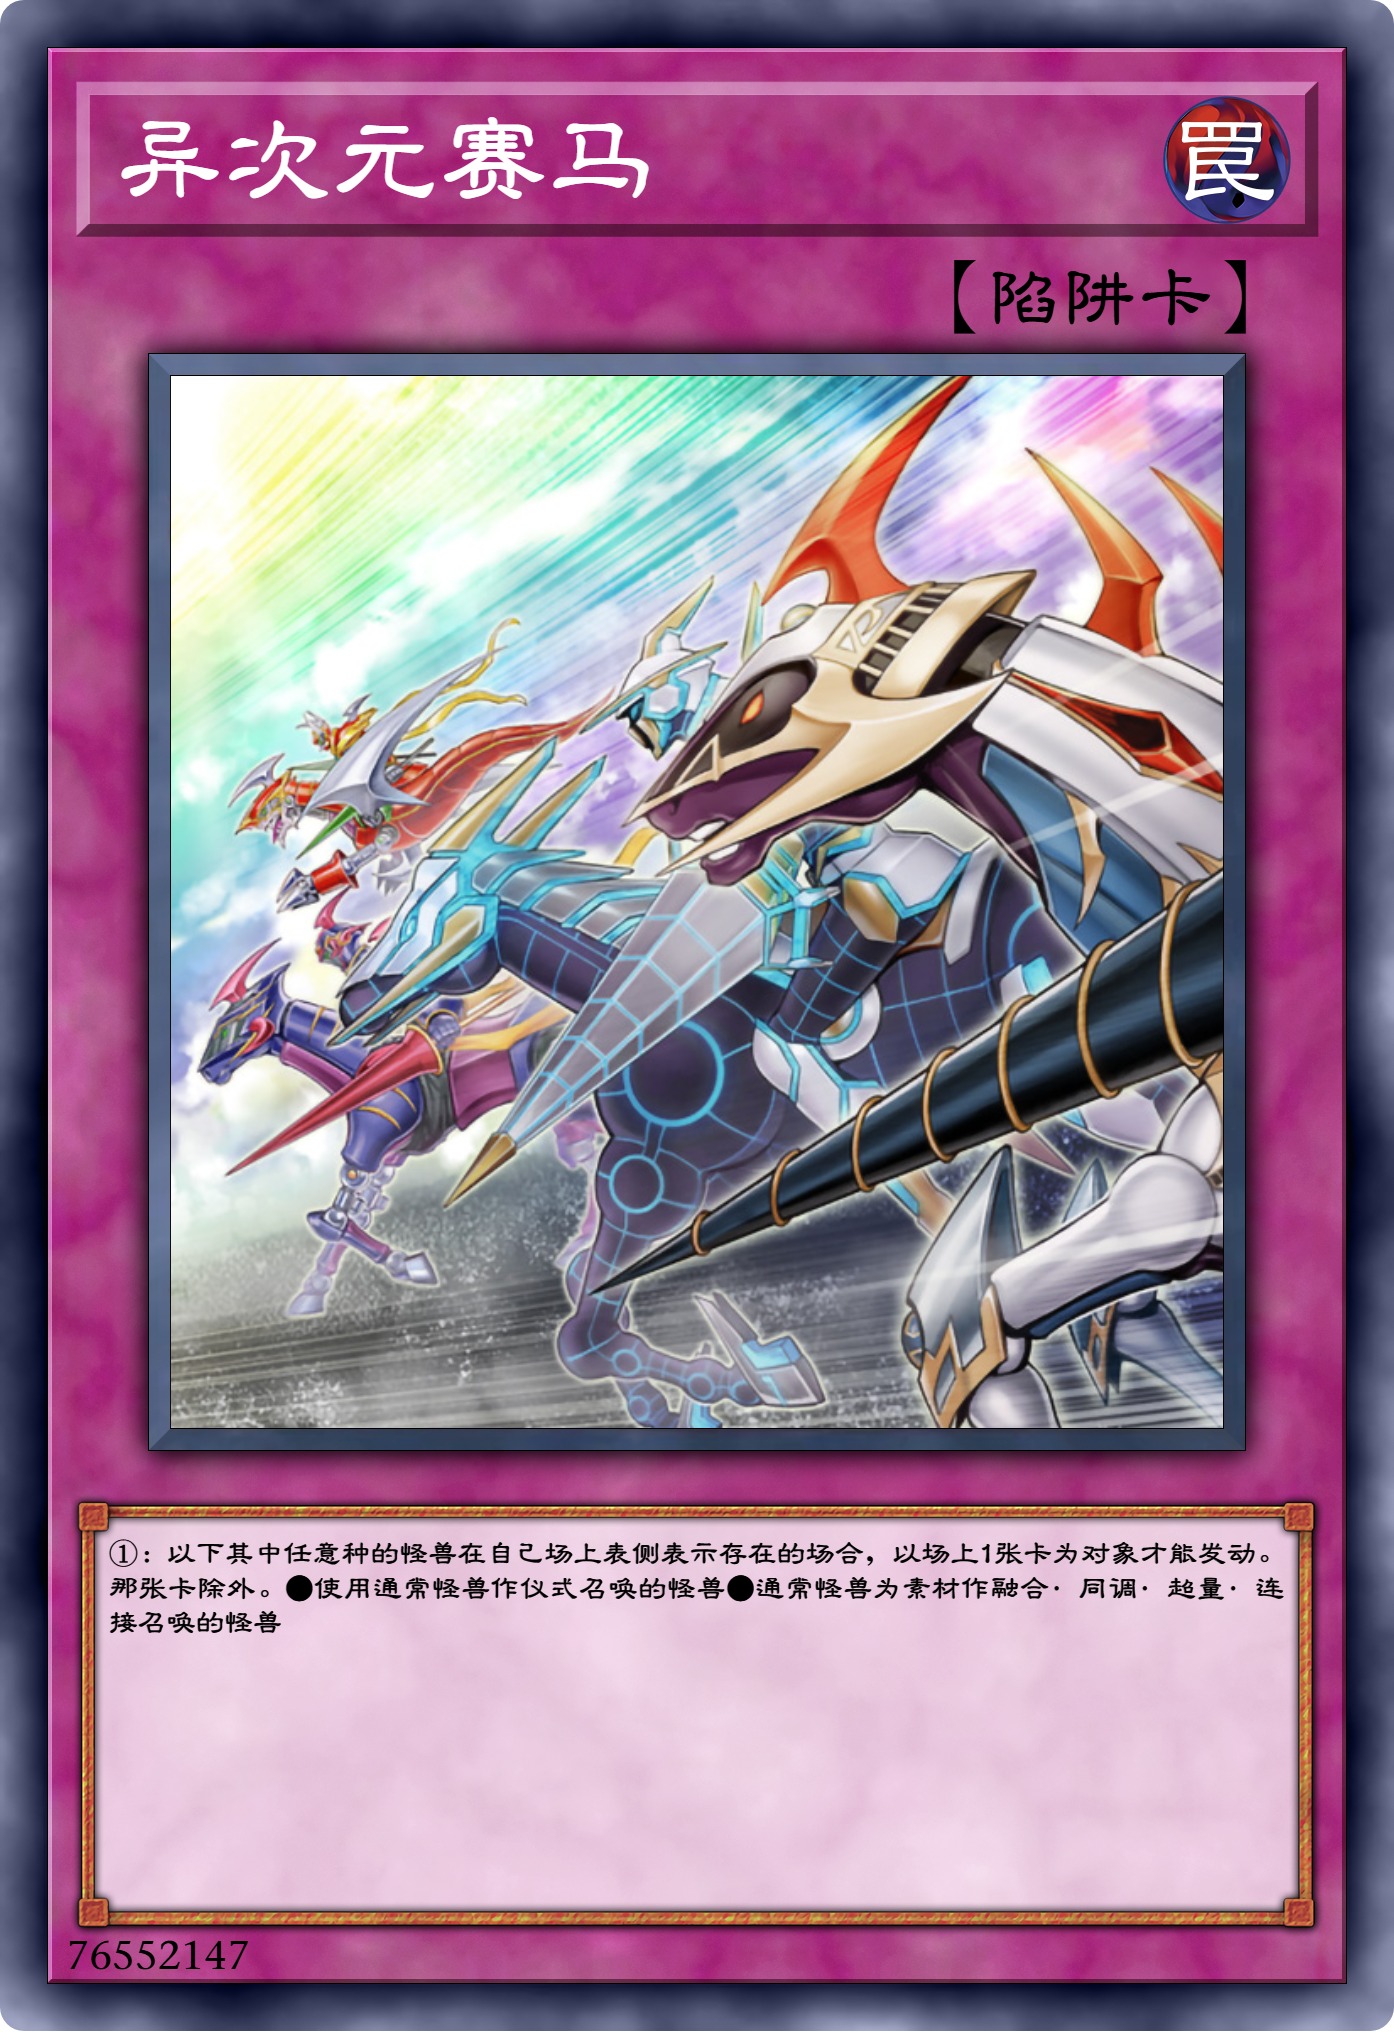 异次元赛马
罠
【陷阱卡】
①：以下其中任意种的怪兽在自己场上表侧表示存在的场合，以场上1张卡为对象才能发动。
那张卡除外。●使用通常怪兽作仪式召唤的怪兽●通常怪兽为素材作融合·同调·超量·连
接召唤的怪兽
76552147